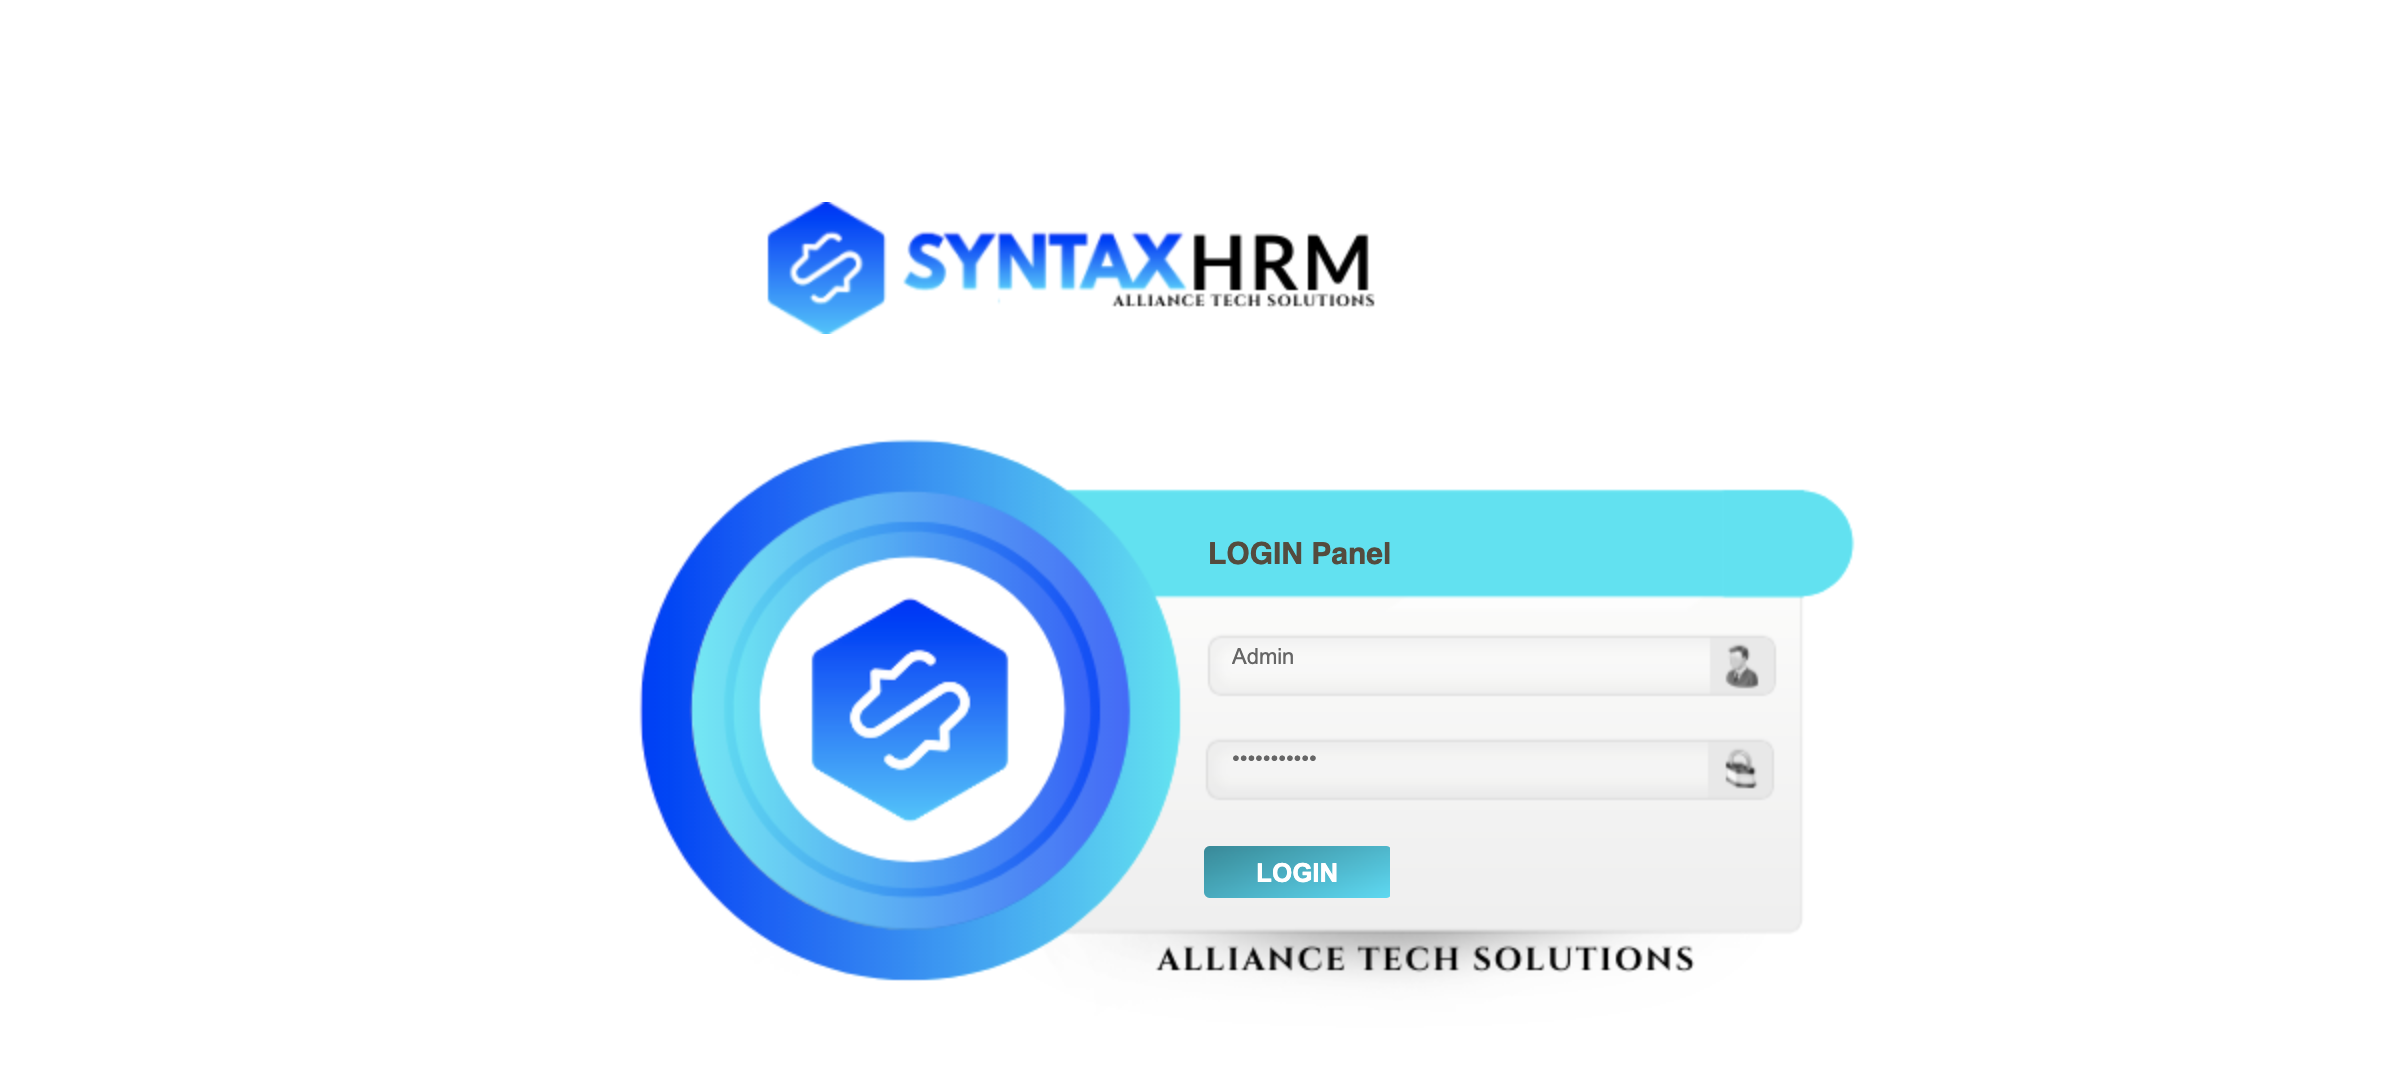 SYNTAXHRM
ALLIANCE TECH SOLUTIONS
LOGIN Panel
Admin
•••••••••••
LOGIN
ALLIANCE TECH SOLUTIONS